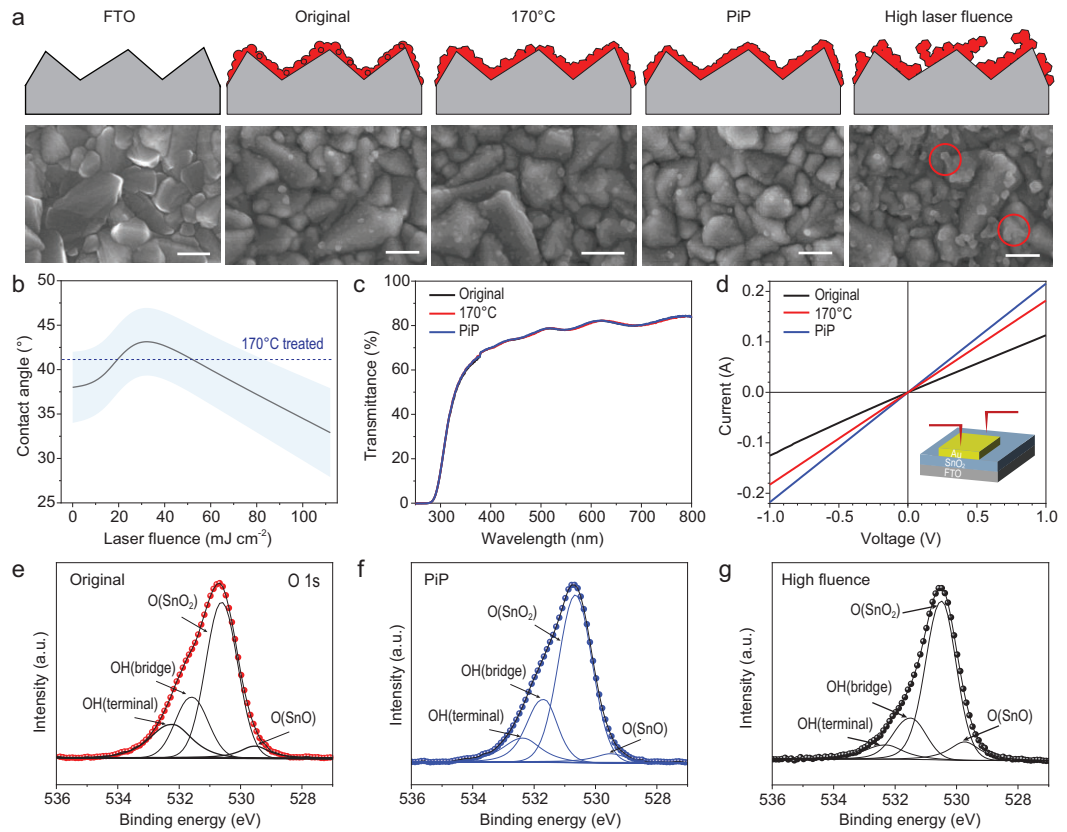 a
FTO
Original
170°C
PiP
High laser fluence
b
45
40
35
30
25
Contact angle (°)
170°C treated
0
20
40
60
80
100
Laser fluence (mJ cm⁻²)
c
100
80
60
40
20
0
Transmittance (%)
Original
170°C
PiP
300
400
500
600
700
800
Wavelength (nm)
d
0.2
0.1
0.0
-0.1
-0.2
Current (A)
Original
170°C
PiP
Au
SnO₂
FTO
-1.0
-0.5
0.0
0.5
1.0
Voltage (V)
e
Original
O 1s
O(SnO₂)
OH(bridge)
OH(terminal)
O(SnO)
Intensity (a.u.)
536
534
532
530
528
Binding energy (eV)
f
PiP
O(SnO₂)
OH(bridge)
OH(terminal)
O(SnO)
Intensity (a.u.)
536
534
532
530
528
Binding energy (eV)
g
High fluence
O(SnO₂)
OH(bridge)
OH(terminal)
O(SnO)
Intensity (a.u.)
536
534
532
530
528
Binding energy (eV)